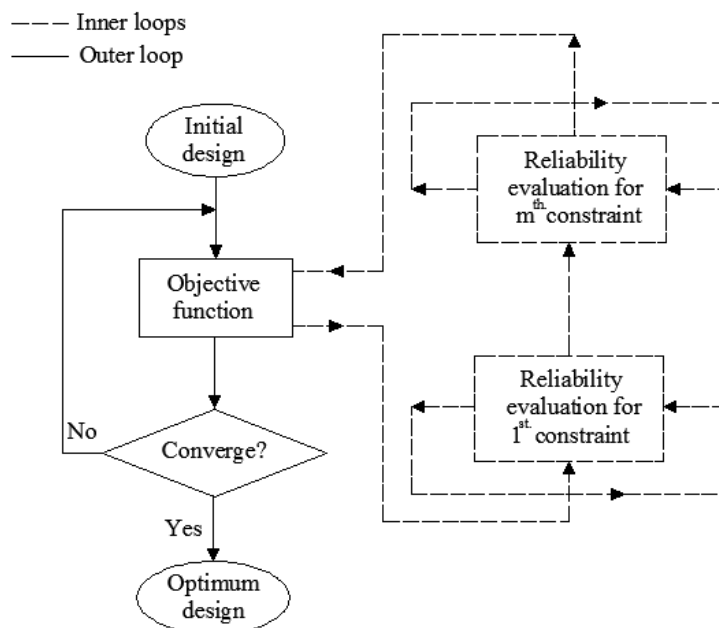 Inner loops
Outer loop
Initial
design
Reliability
evaluation for
m^th. constraint
Objective
function
Reliability
evaluation for
1^st. constraint
No
Converge?
Yes
Optimum
design